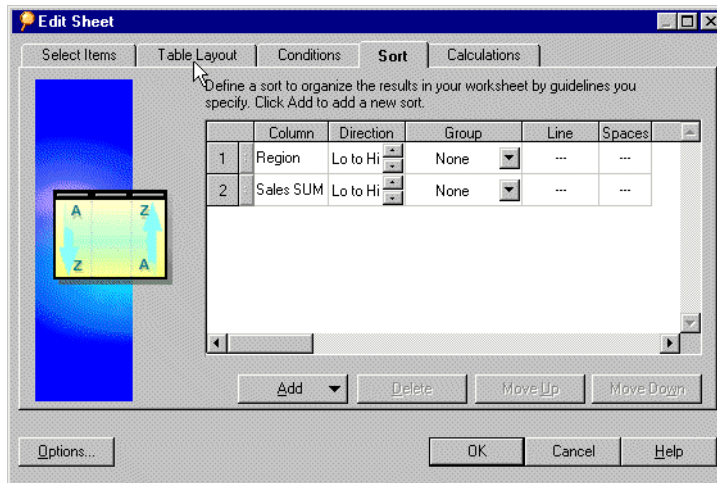 Edit Sheet
Select Items Table Layout Conditions Sort Calculations
Define a sort to organize the results in your worksheet by guidelines you
specify. Click Add to add a new sort.
Column Direction Group Line Spaces
1 Region Lo to Hi None --- ---
2 Sales SUM Lo to Hi None --- ---
A Z
Z A
Add Delete Move Up Move Down
Options... OK Cancel Help